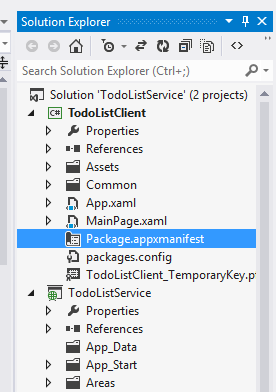 Solution Explorer
Search Solution Explorer (Ctrl+;)
Solution 'TodoListService' (2 projects)
C#
TodoListClient
Properties
References
Assets
Common
App.xaml
MainPage.xaml
Package.appxmanifest
packages.config
TodoListClient_TemporaryKey.p
TodoListService
Properties
References
App_Data
App_Start
Areas